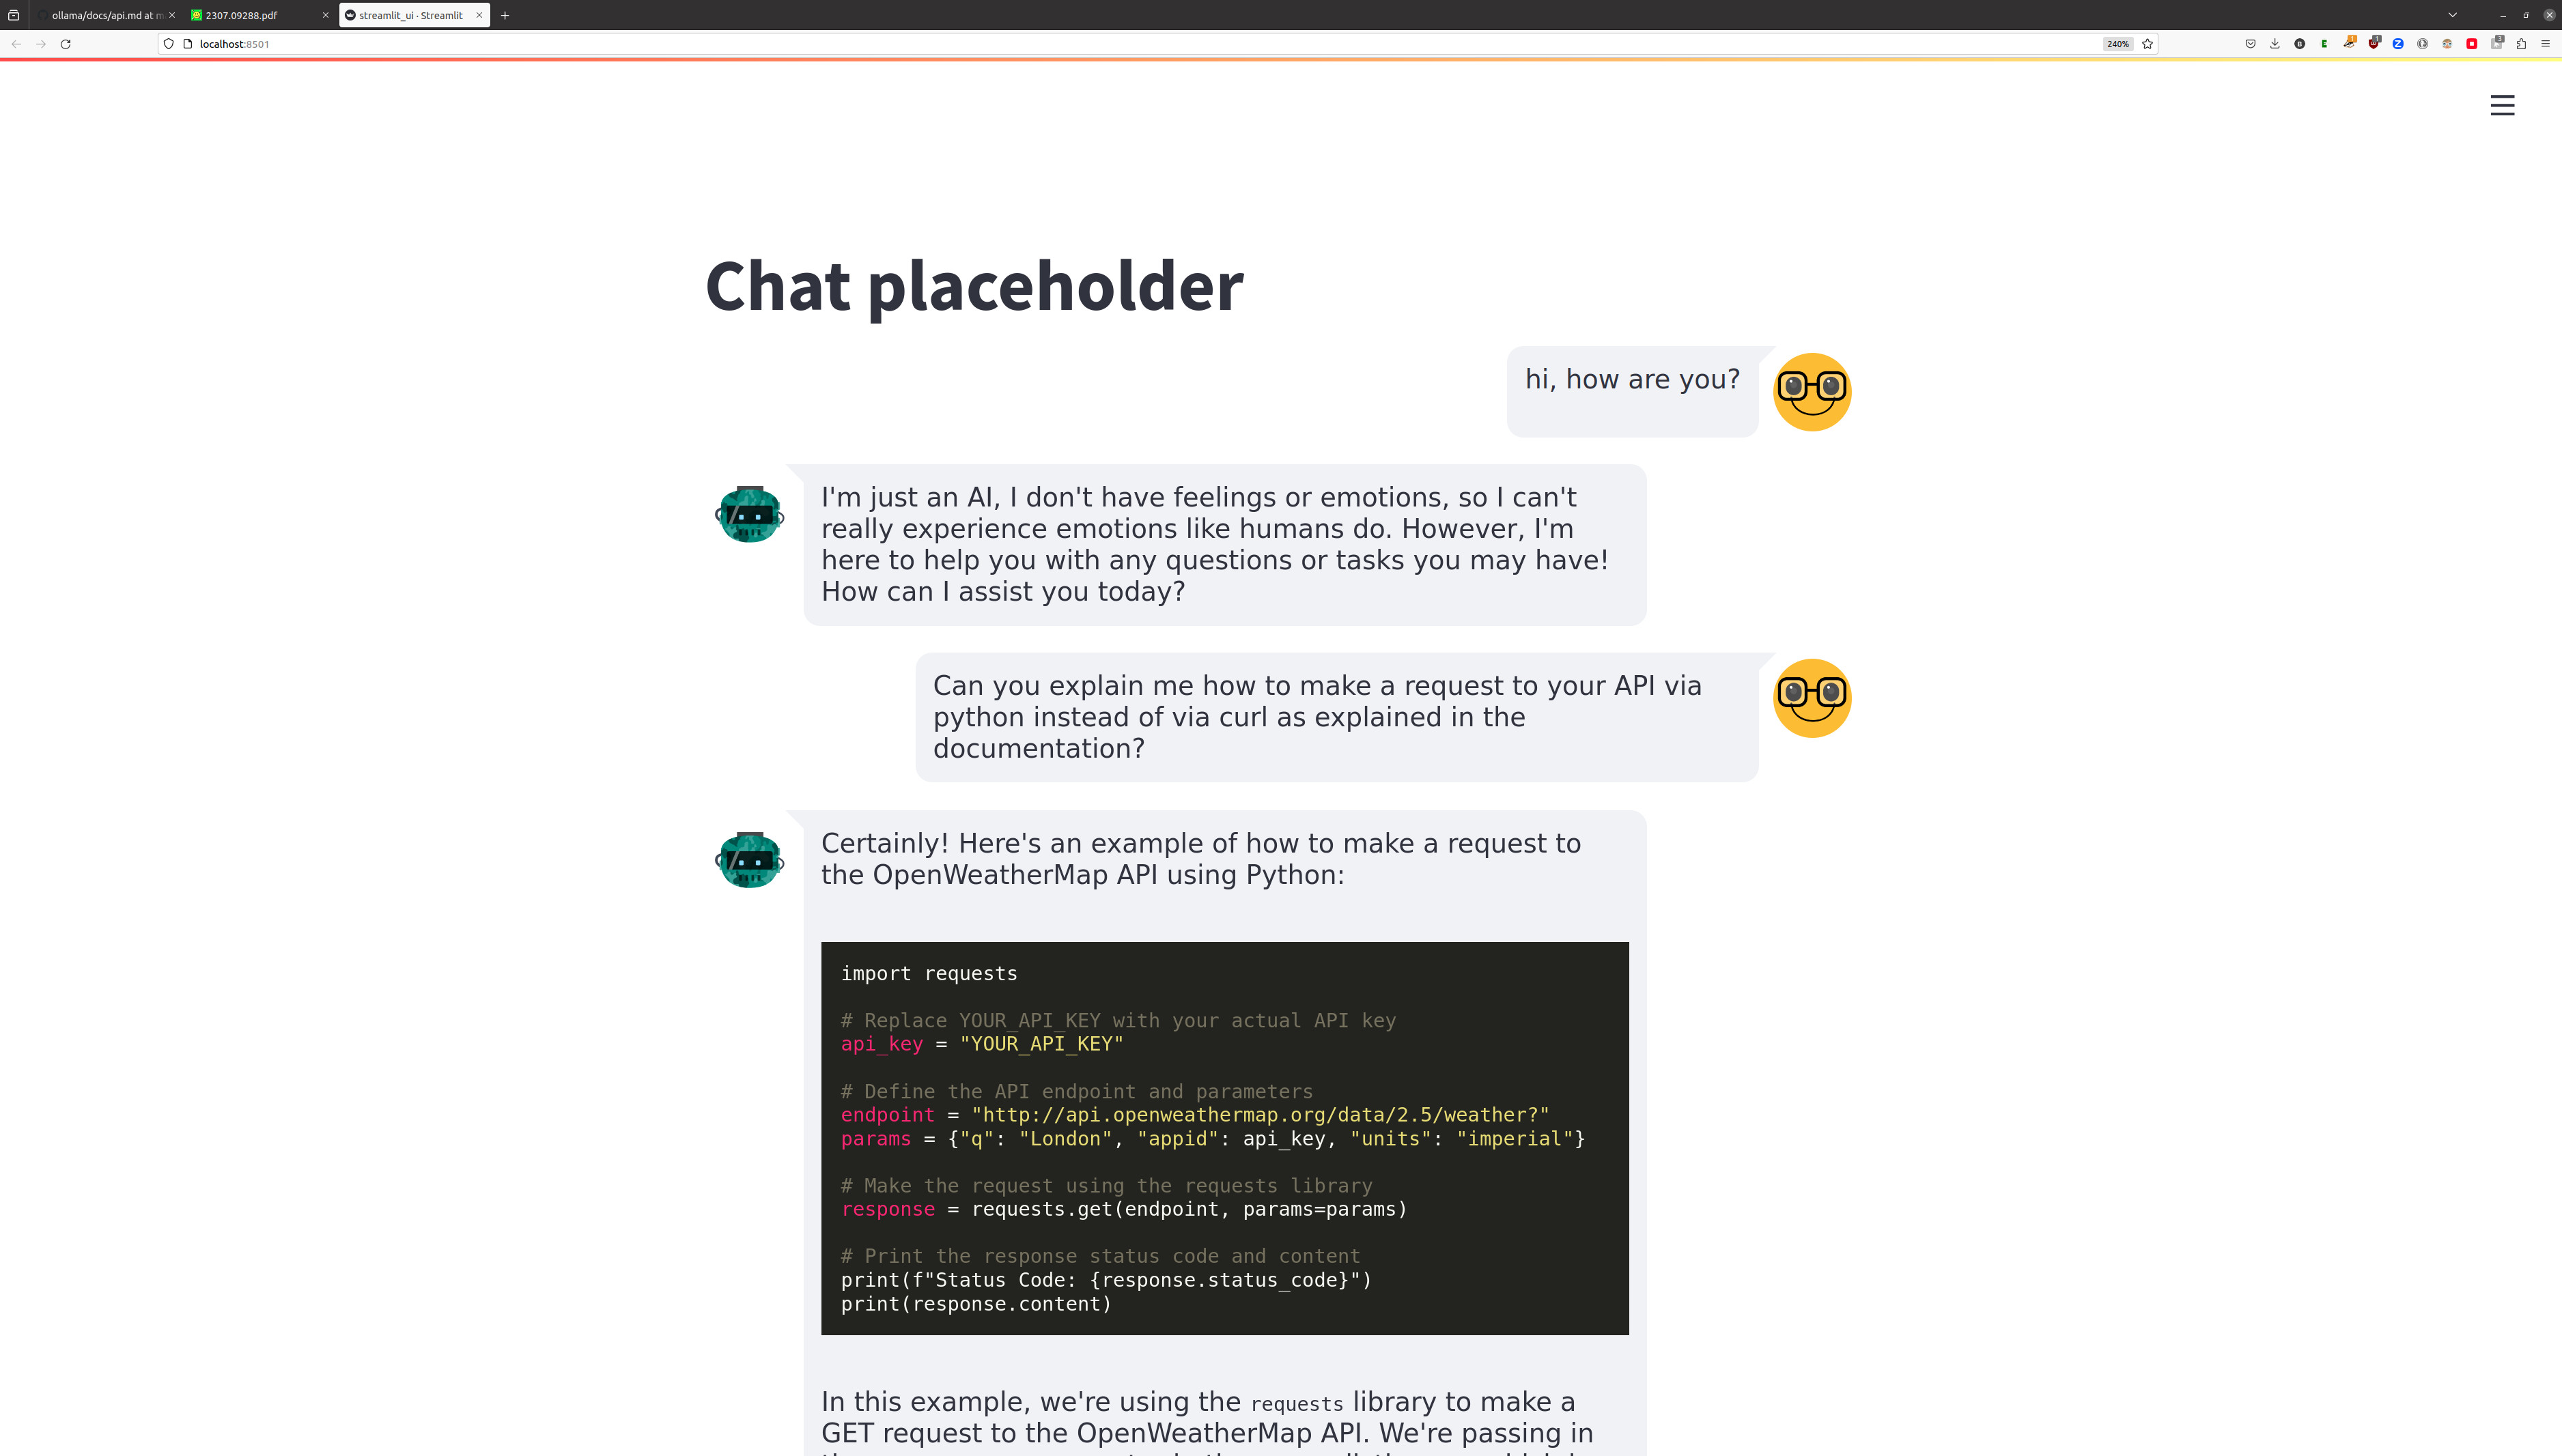 ollama/docs/api.md at m
2307.09288.pdf
streamlit_ui · Streamlit
localhost:8501
240%
Chat placeholder
hi, how are you?
I'm just an AI, I don't have feelings or emotions, so I can't
really experience emotions like humans do. However, I'm
here to help you with any questions or tasks you may have!
How can I assist you today?
Can you explain me how to make a request to your API via
python instead of via curl as explained in the
documentation?
Certainly! Here's an example of how to make a request to
the OpenWeatherMap API using Python:
import requests
# Replace YOUR_API_KEY with your actual API key
api_key = "YOUR_API_KEY"
# Define the API endpoint and parameters
endpoint = "http://api.openweathermap.org/data/2.5/weather?"
params = {"q": "London", "appid": api_key, "units": "imperial"}
# Make the request using the requests library
response = requests.get(endpoint, params=params)
# Print the response status code and content
print(f"Status Code: {response.status_code}")
print(response.content)
In this example, we're using the requests library to make a
GET request to the OpenWeatherMap API. We're passing in